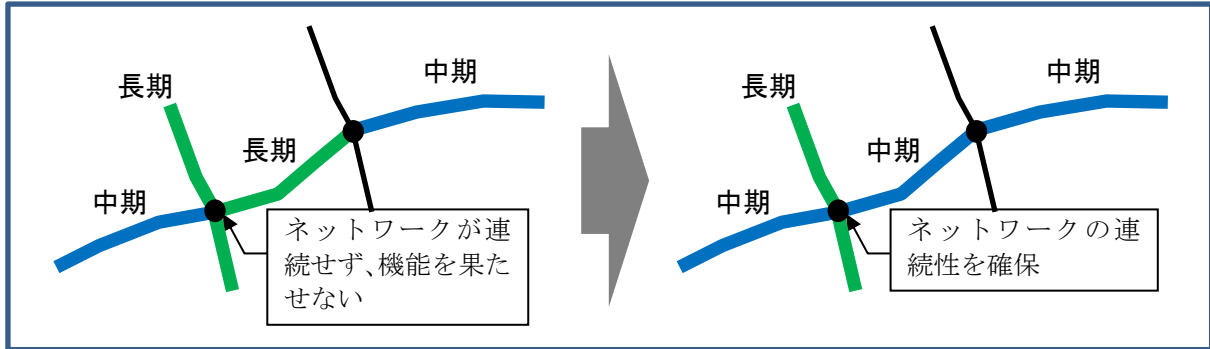 中期
長期
長期
中期
ネットワークが連
続せず、機能を果た
せない
中期
長期
中期
中期
ネットワークの連
続性を確保